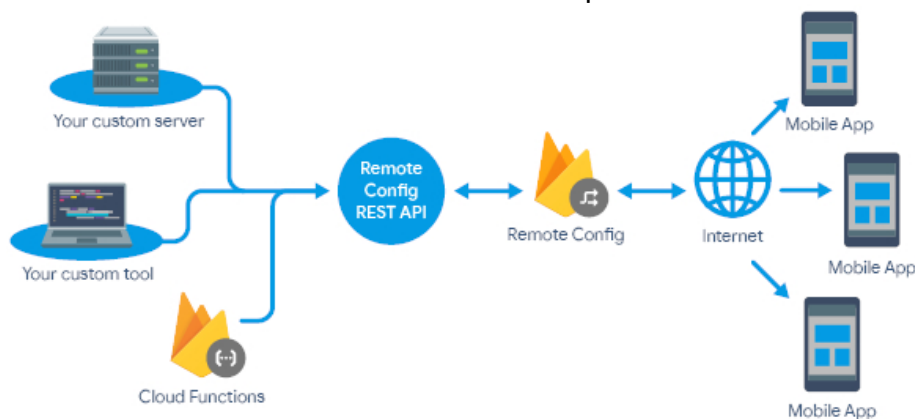 Your custom server
Your custom tool
Cloud Functions
Remote
Config
REST API
Remote Config
Internet
Mobile App
Mobile App
Mobile App